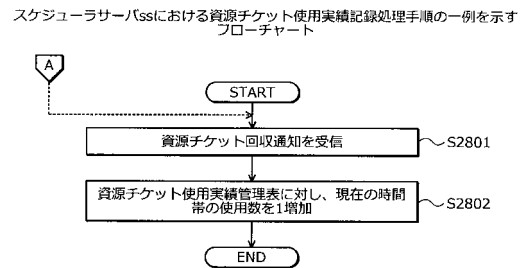 スケジューラサーバssにおける資源チケット使用実績記録処理手順の一例を示す
フローチャート
A
START
資源チケット回収通知を受信
S2801
資源チケット使用実績管理表に対し、現在の時間
帯の使用数を1増加
S2802
END